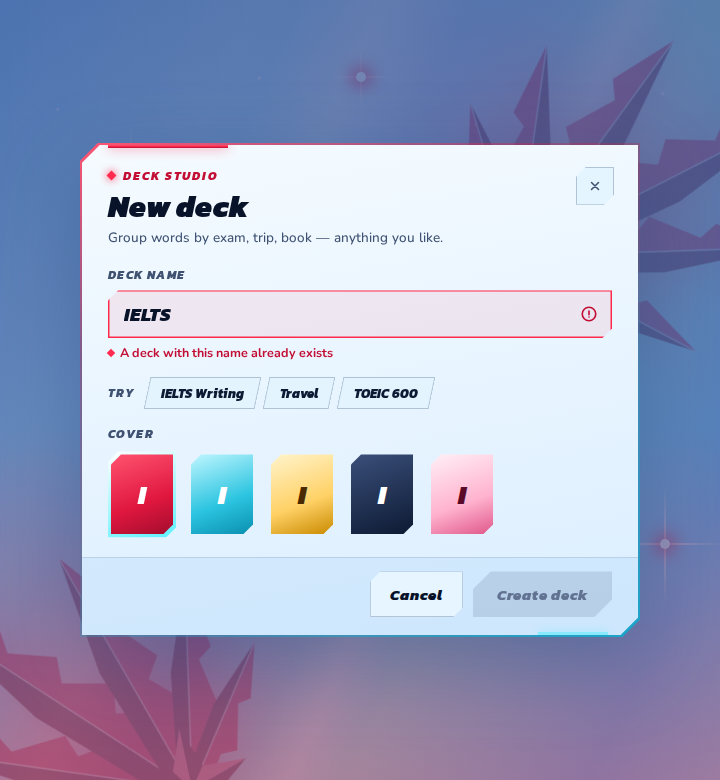 DECK STUDIO
New deck
Group words by exam, trip, book — anything you like.
DECK NAME
IELTS
A deck with this name already exists
TRY IELTS Writing Travel TOEIC 600
COVER
I I I I I
Cancel Create deck